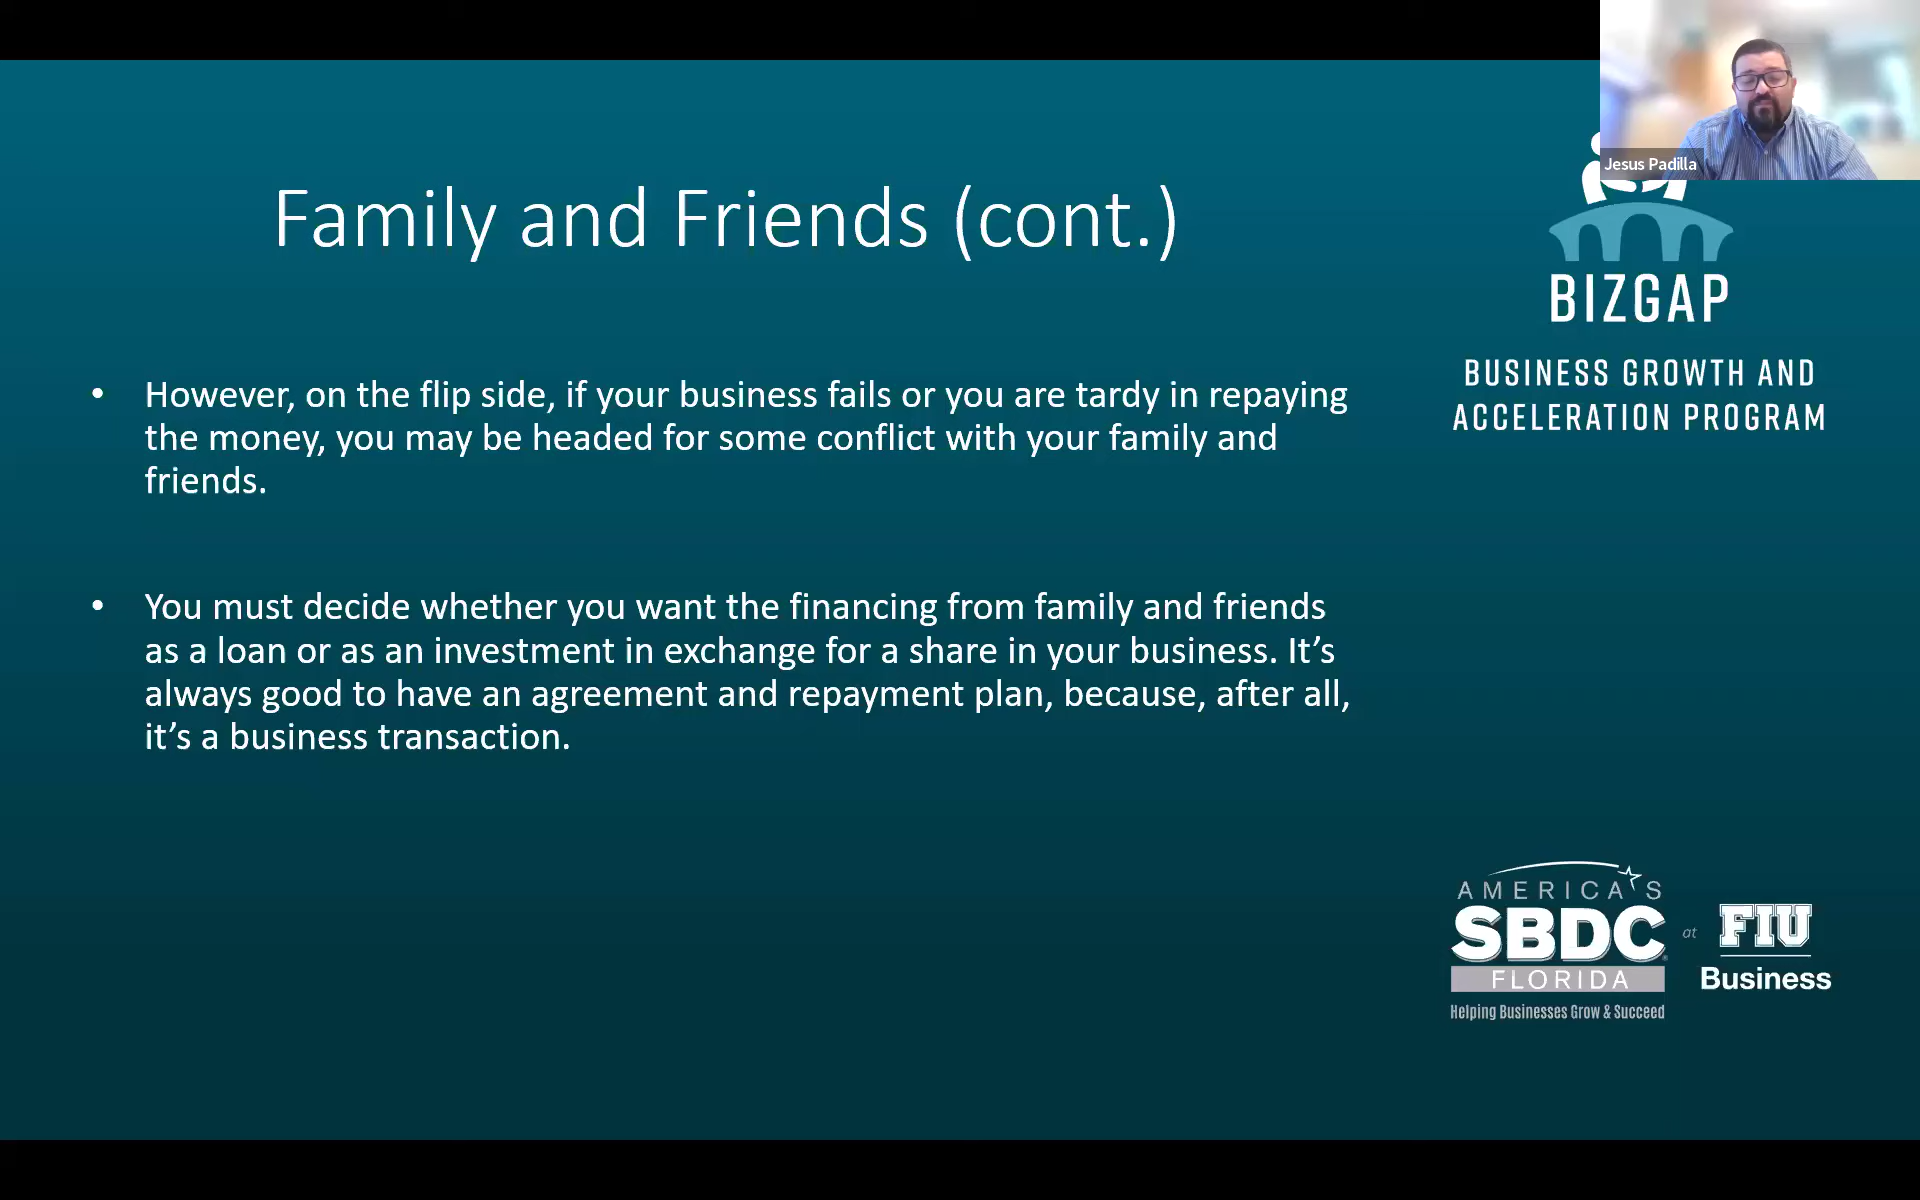 Jesus Padilla
Family and Friends (cont.)
• However, on the flip side, if your business fails or you are tardy in repaying
the money, you may be headed for some conflict with your family and
friends.
• You must decide whether you want the financing from family and friends
as a loan or as an investment in exchange for a share in your business. It’s
always good to have an agreement and repayment plan, because, after all,
it’s a business transaction.
BIZGAP
BUSINESS GROWTH AND
ACCELERATION PROGRAM
AMERICA'S
SBDC
FLORIDA
Helping Businesses Grow & Succeed
at
FIU
Business